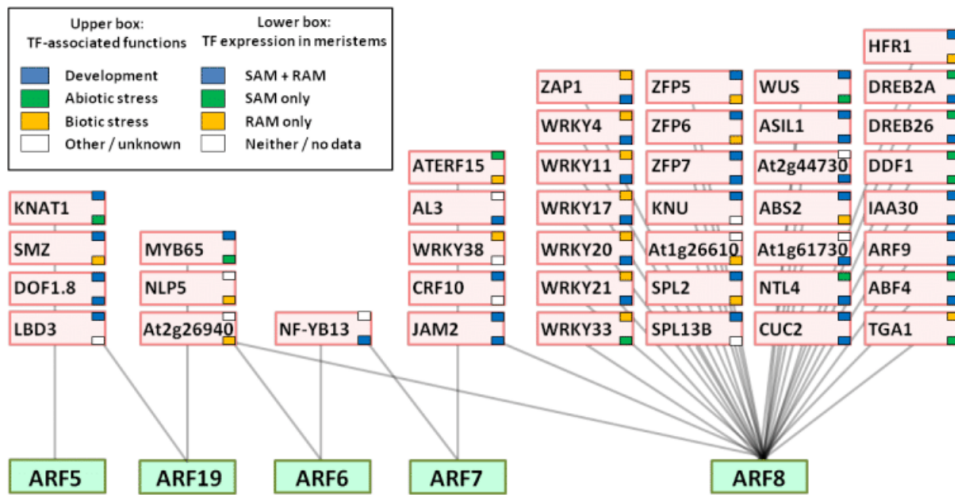 Upper box:
TF-associated functions
Development
Abiotic stress
Biotic stress
Other / unknown
Lower box:
TF expression in meristems
SAM + RAM
SAM only
RAM only
Neither / no data
KNAT1
SMZ
DOF1.8
LBD3
MYB65
NLP5
At2g26940
NF-YB13
ATERF15
AL3
WRKY38
CRF10
JAM2
ZAP1
WRKY4
WRKY11
WRKY17
WRKY20
WRKY21
WRKY33
ZFP5
ZFP6
ZFP7
KNU
At1g26610
SPL2
SPL13B
WUS
ASIL1
At2g44730
ABS2
At1g61730
NTL4
CUC2
HFR1
DREB2A
DREB26
DDF1
IAA30
ARF9
ABF4
TGA1
ARF5
ARF19
ARF6
ARF7
ARF8